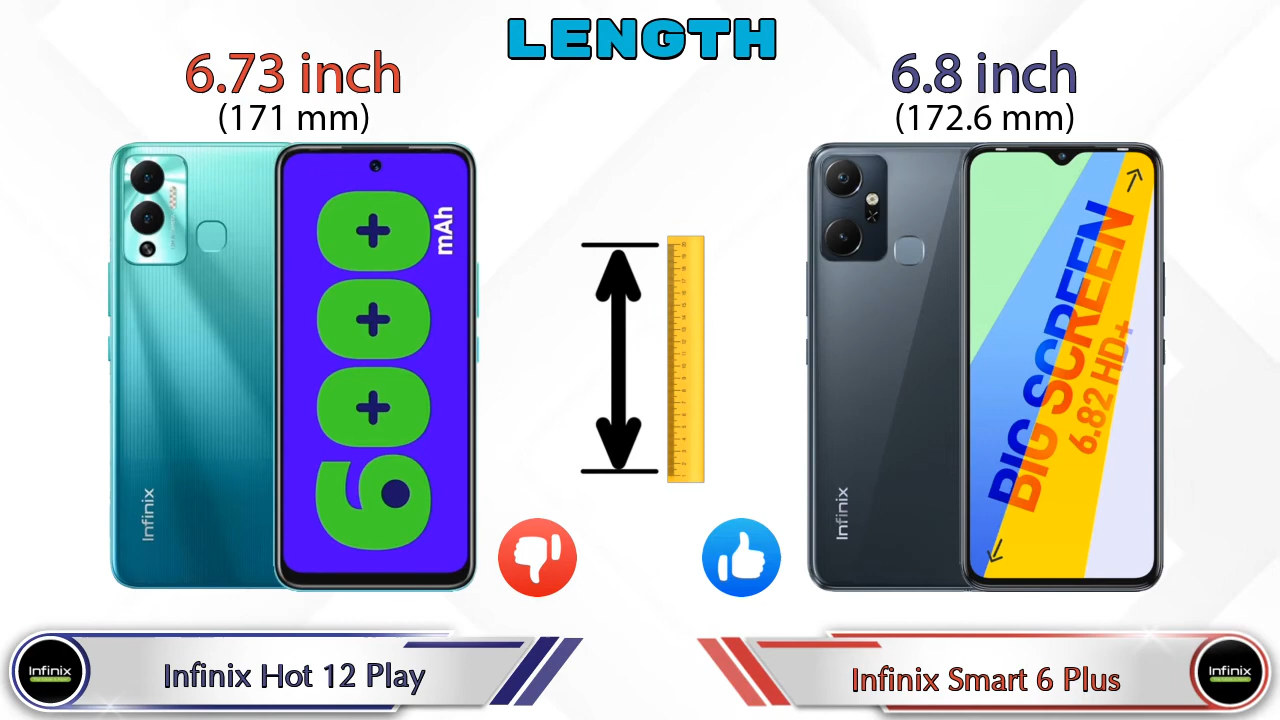 LENGTH
6.73 inch
(171 mm)
6.8 inch
(172.6 mm)
6000
mAh
Infinix
BIG SCREEN
6.82 HD+
Infinix
Infinix
Infinix Hot 12 Play
Infinix Smart 6 Plus
Infinix